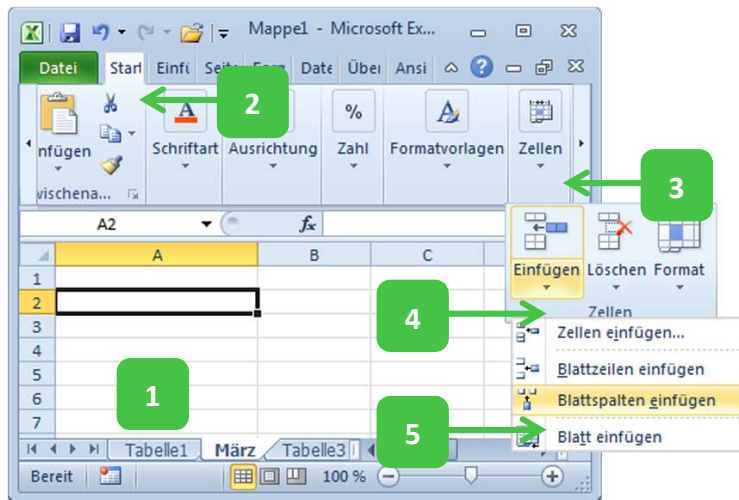 Mappe1 - Microsoft Ex...
Datei Start Einfü Seite Form Date Über Ansi
2
nfügen Schriftart Ausrichtung % Zahl Formatvorlagen Zellen
wischena...
3
A2 fx
Einfügen Löschen Format
Zellen
A B C
1
2
3
4
5
6
7
4
Zellen einfügen...
Blattzeilen einfügen
Blattspalten einfügen
Blatt einfügen
1
5
Tabelle1 März Tabelle3
Bereit 100 %